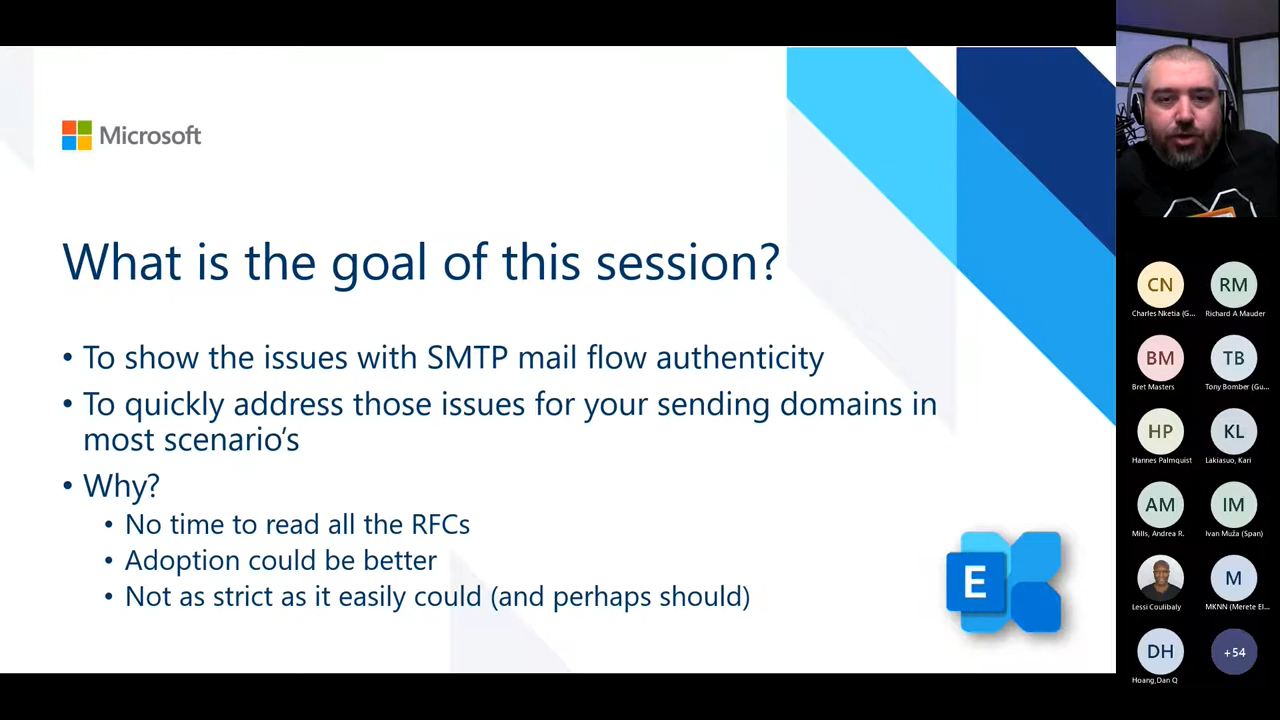 Microsoft
What is the goal of this session?
• To show the issues with SMTP mail flow authenticity
• To quickly address those issues for your sending domains in
most scenario's
• Why?
• No time to read all the RFCs
• Adoption could be better
• Not as strict as it easily could (and perhaps should)
E
CN
RM
Charles Nketia (G...
Richard A Mauder
BM
TB
Bret Masters
Tony Bomber (Gu...
HP
KL
Hannes Palmquist
Lakiasuo, Kari
AM
IM
Mills, Andrea R.
Ivan Muža (Span)
M
Lessi Coulibaly
MKNN (Merete El...
DH
+54
Hoang,Dan Q